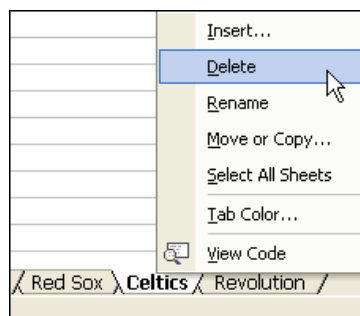 Insert...
Delete
Rename
Move or Copy...
Select All Sheets
Tab Color...
View Code
Red Sox Celtics Revolution